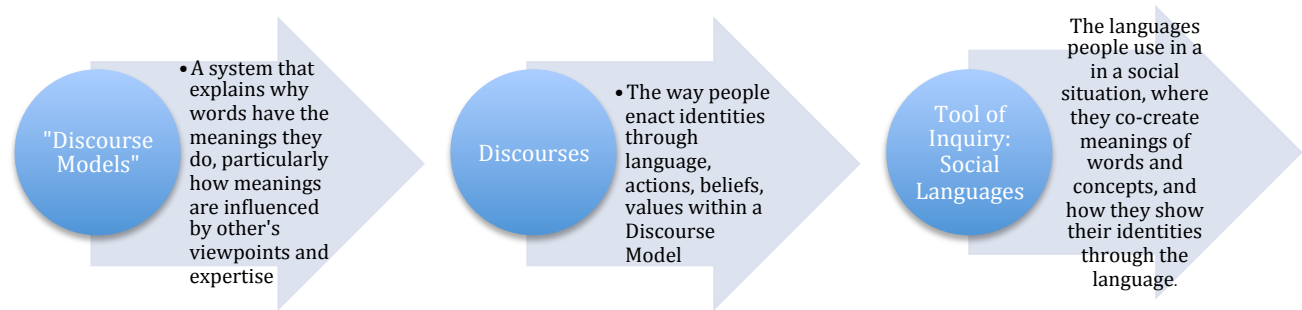 "Discourse
Models"
•A system that
explains why
words have the
meanings they
do, particularly
how meanings
are influenced
by other's
viewpoints and
expertise
Discourses
•The way people
enact identities
through
language,
actions, beliefs,
values within a
Discourse
Model
Tool of
Inquiry:
Social
Languages
The languages
people use in a
in a social
situation, where
they co-create
meanings of
words and
concepts, and
how they show
their identities
through the
language.